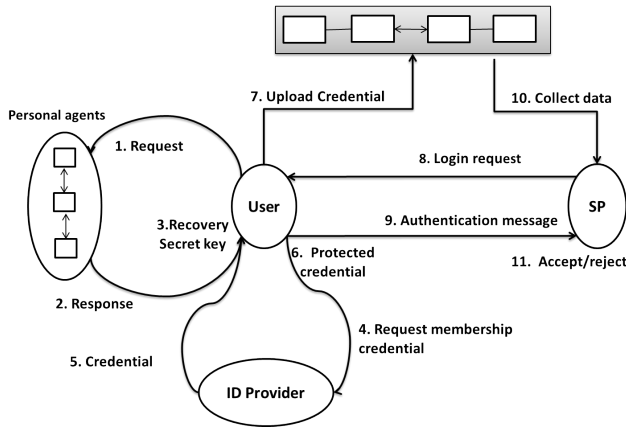 7. Upload Credential
10. Collect data
Personal agents
1. Request
8. Login request
User
SP
3.Recovery
Secret key
9. Authentication message
6. Protected
credential
11. Accept/reject
2. Response
4. Request membership
credential
5. Credential
ID Provider